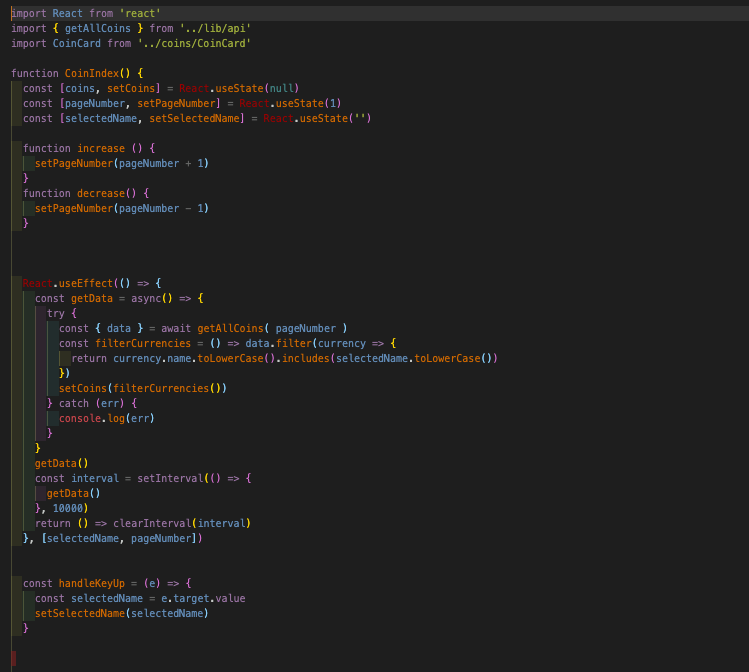 import React from 'react'
import { getAllCoins } from '../lib/api'
import CoinCard from '../coins/CoinCard'
function CoinIndex() {
const [coins, setCoins] = React.useState(null)
const [pageNumber, setPageNumber] = React.useState(1)
const [selectedName, setSelectedName] = React.useState('')
function increase () {
setPageNumber(pageNumber + 1)
}
function decrease() {
setPageNumber(pageNumber - 1)
}
React.useEffect(() => {
const getData = async() => {
try {
const { data } = await getAllCoins( pageNumber )
const filterCurrencies = () => data.filter(currency => {
return currency.name.toLowerCase().includes(selectedName.toLowerCase())
})
setCoins(filterCurrencies())
} catch (err) {
console.log(err)
}
}
getData()
const interval = setInterval(() => {
getData()
}, 10000)
return () => clearInterval(interval)
}, [selectedName, pageNumber])
const handleKeyUp = (e) => {
const selectedName = e.target.value
setSelectedName(selectedName)
}